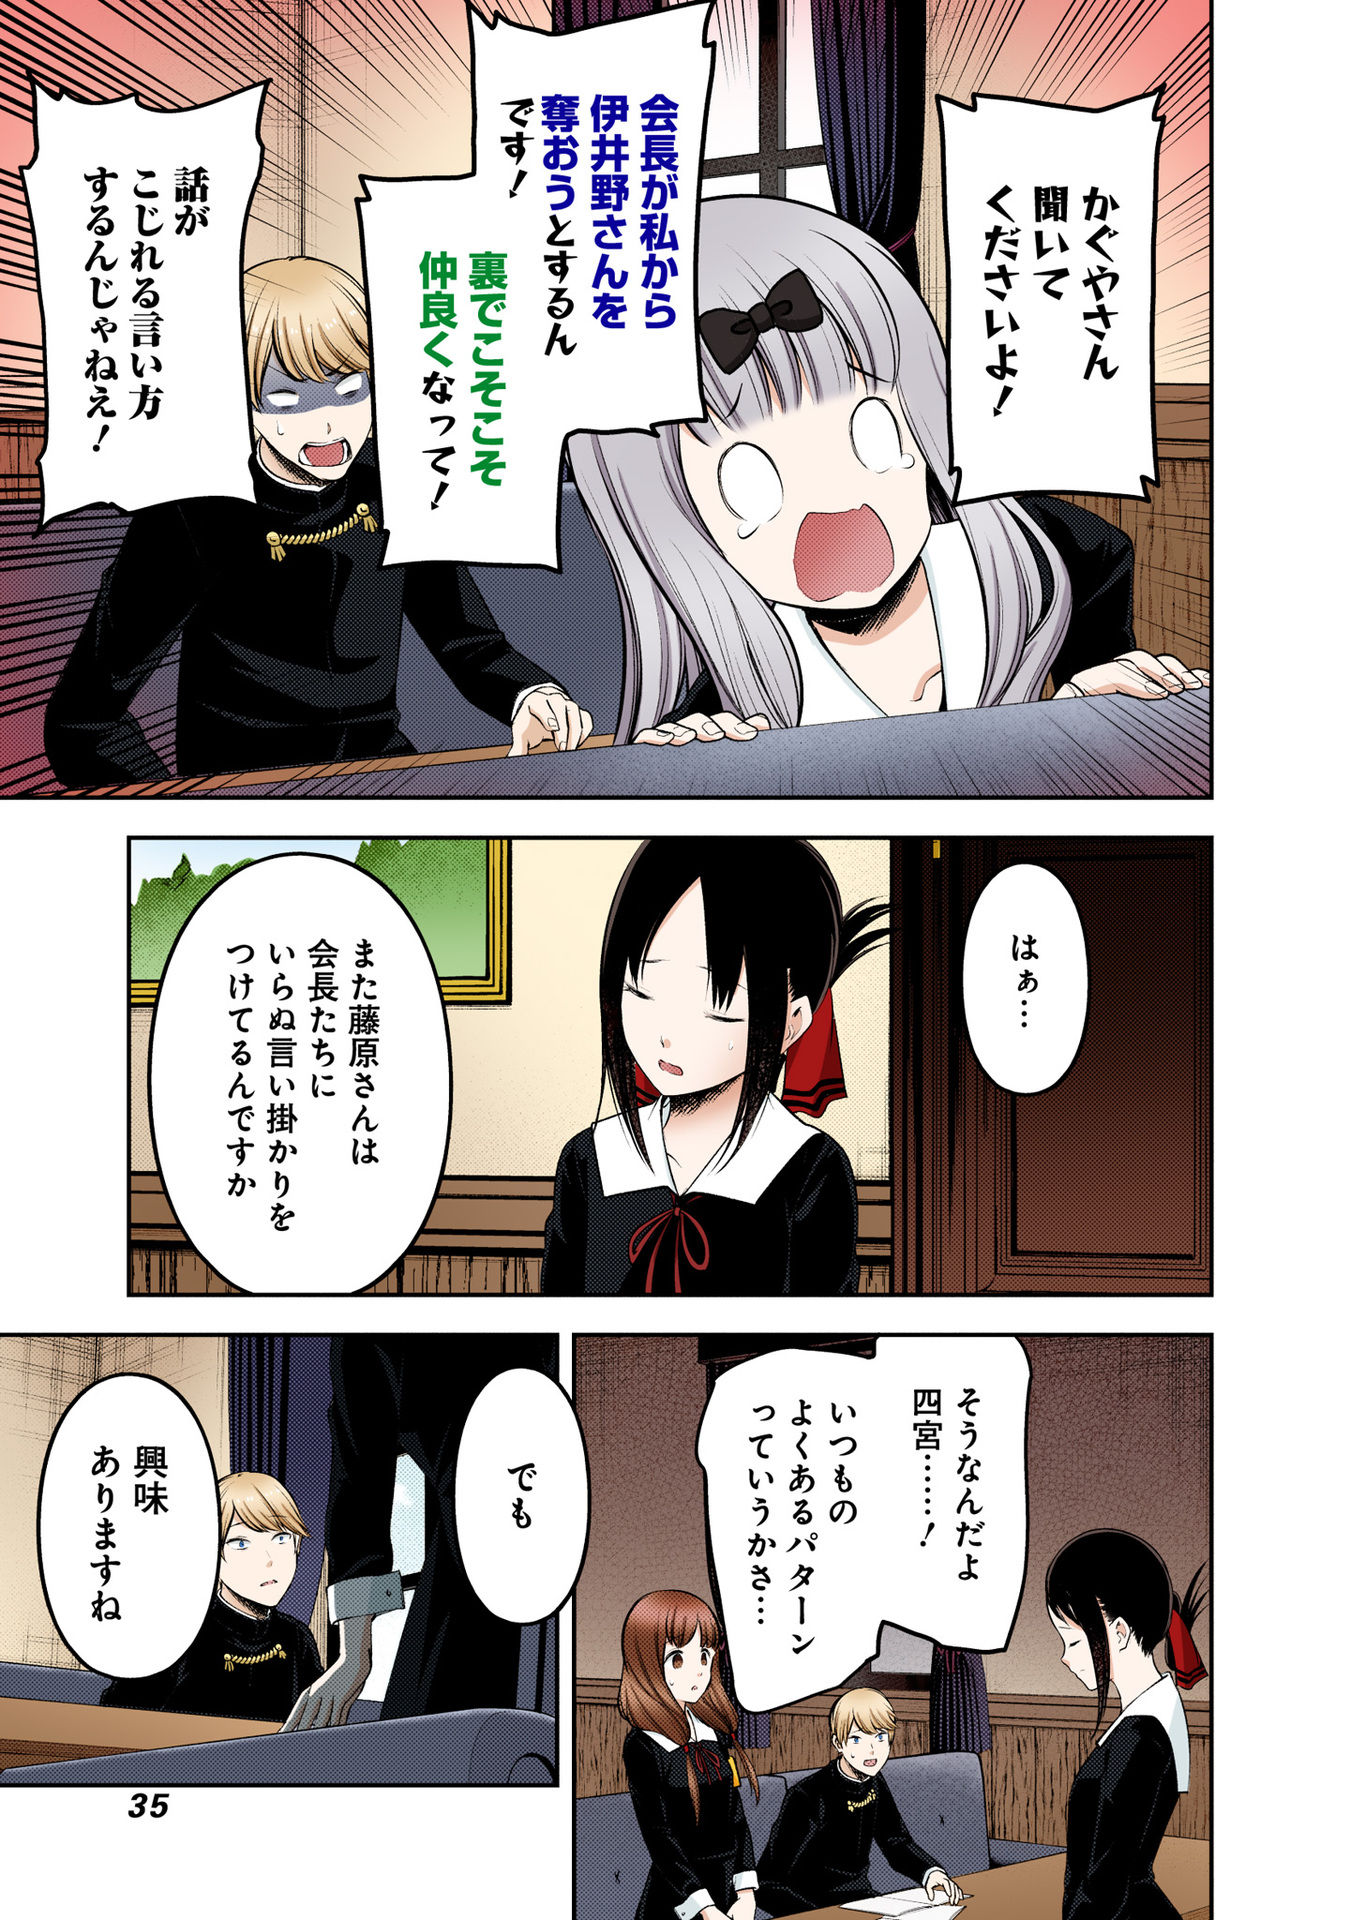 かぐやさん
聞いて
くださいよ！
会長が私から
伊井野さんを
奪おうとするん
です！
裏でこそこそ
仲良くなって！
話が
こじれる言い方
するんじゃねえ！
はぁ…
また藤原さんは
会長たちに
いらぬ言い掛かりを
つけてるんですか
そうなんだよ
四宮……！
いつもの
よくあるパターン
っていうかさ…
でも
興味
ありますね
35